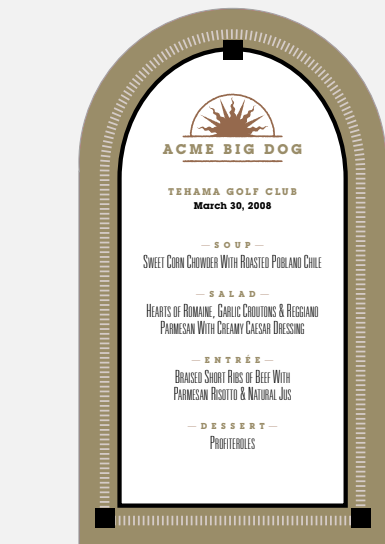 ACME BIG DOG
TEHAMA GOLF CLUB
March 30, 2008
— SOUP —
Sweet Corn Chowder With Roasted Poblano Chile
— SALAD —
Hearts of Romaine, Garlic Croutons & Reggiano
Parmesan With Creamy Caesar Dressing
— ENTRÉE —
Braised Short Ribs of Beef With
Parmesan Risotto & Natural Jus
— DESSERT —
Profiteroles